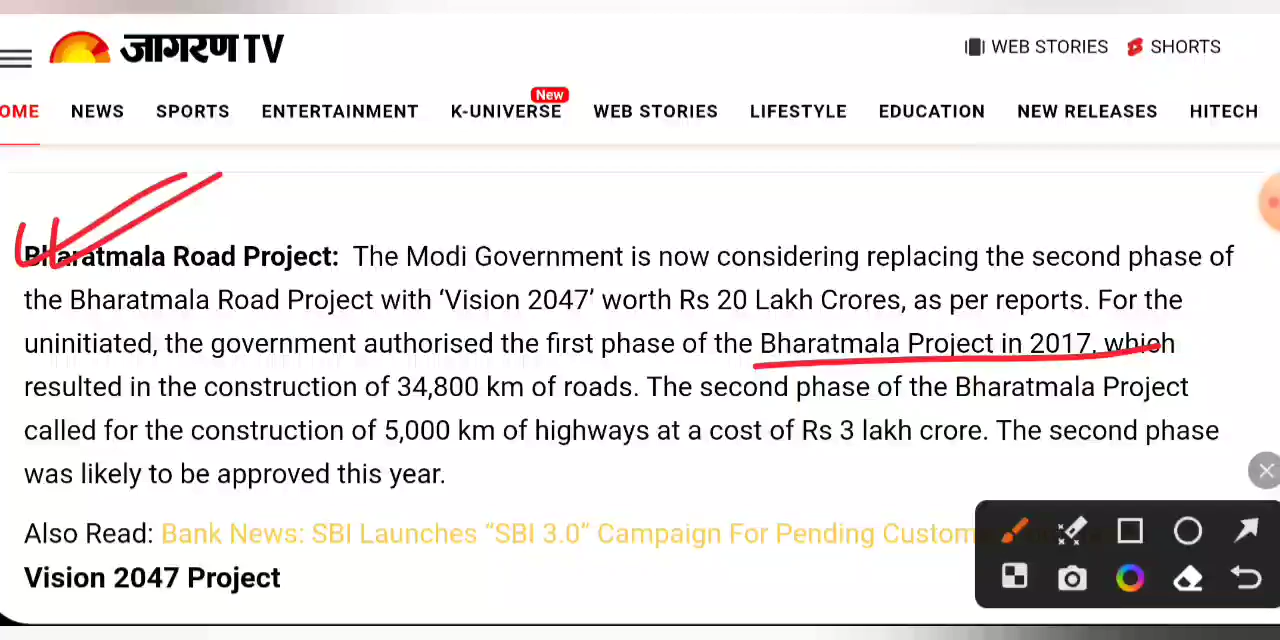 जागरण TV
WEB STORIES
SHORTS
OME NEWS SPORTS ENTERTAINMENT K-UNIVERSE New WEB STORIES LIFESTYLE EDUCATION NEW RELEASES HITECH
Bharatmala Road Project: The Modi Government is now considering replacing the second phase of
the Bharatmala Road Project with ‘Vision 2047’ worth Rs 20 Lakh Crores, as per reports. For the
uninitiated, the government authorised the first phase of the Bharatmala Project in 2017, which
resulted in the construction of 34,800 km of roads. The second phase of the Bharatmala Project
called for the construction of 5,000 km of highways at a cost of Rs 3 lakh crore. The second phase
was likely to be approved this year.
Also Read: Bank News: SBI Launches “SBI 3.0” Campaign For Pending Custom
Vision 2047 Project